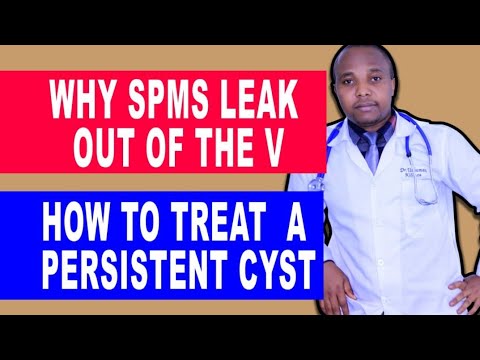 WHY SPMS LEAK
OUT OF THE V
HOW TO TREAT A
PERSISTENT CYST